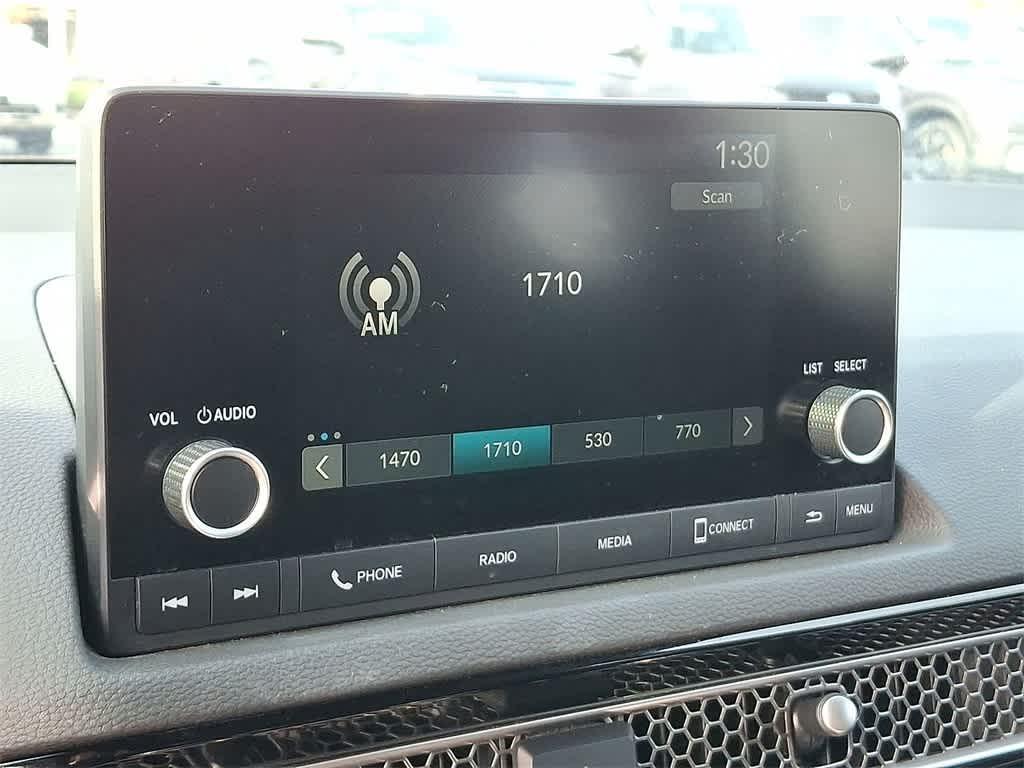 1:30
Scan
1710
AM
LIST SELECT
VOL AUDIO
1470 1710 530 770
PHONE RADIO MEDIA CONNECT MENU